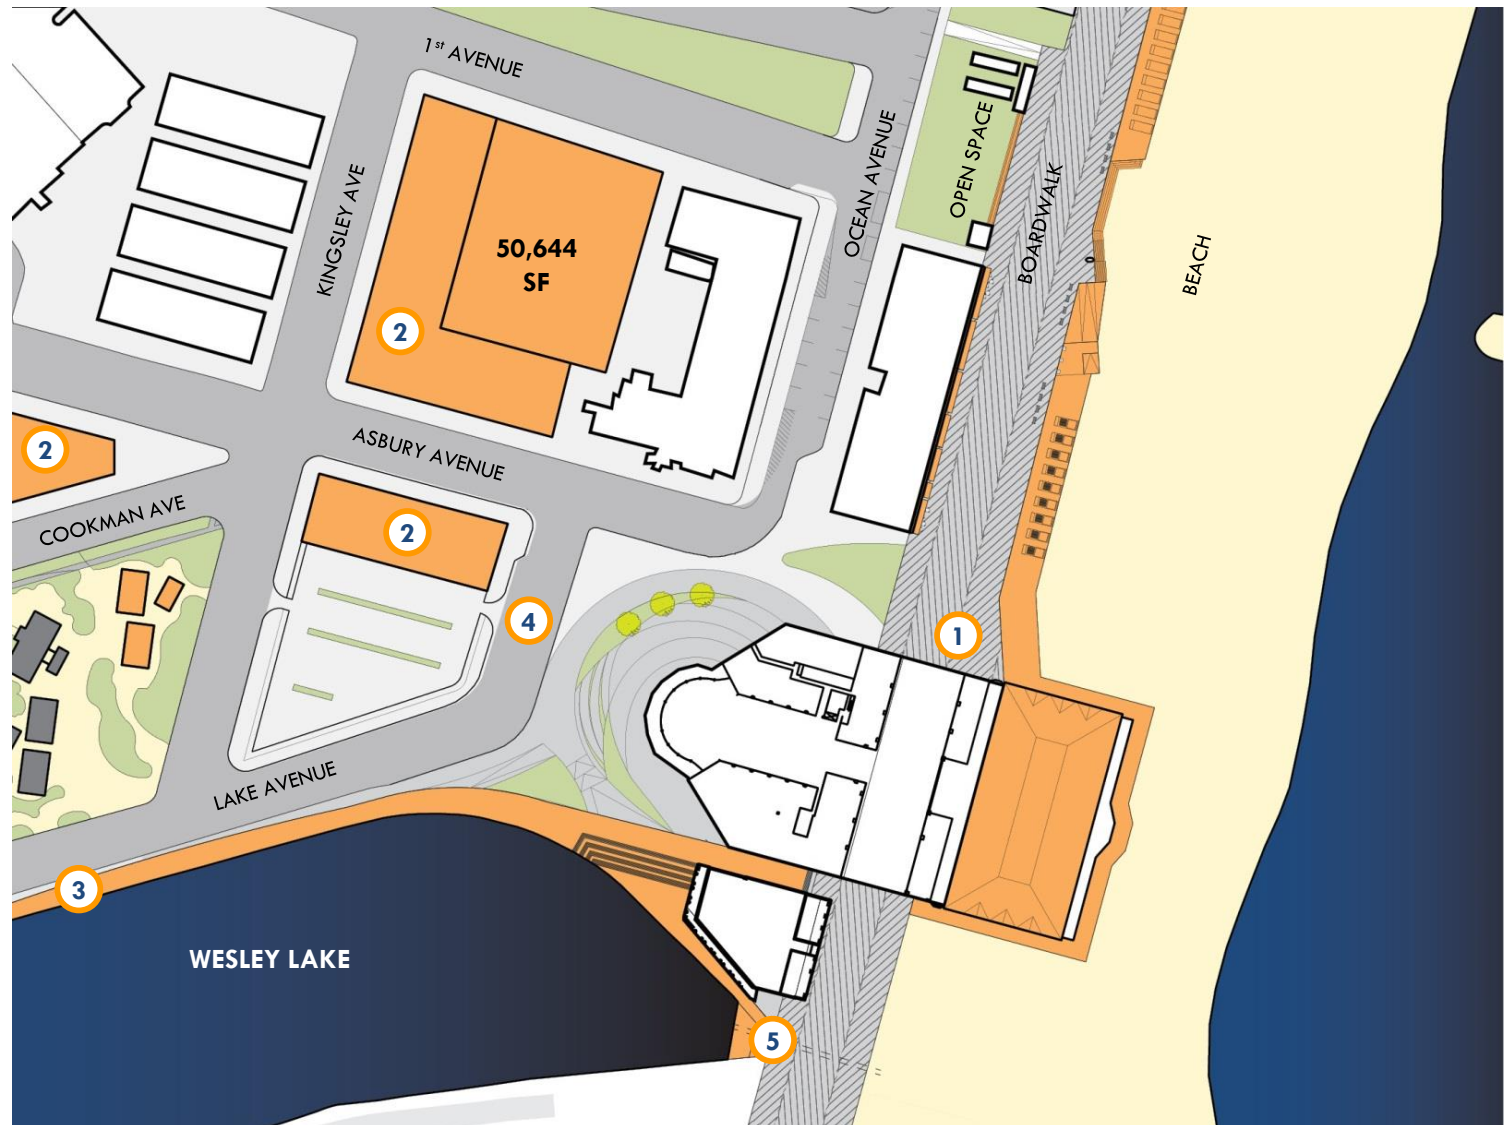 1st AVENUE
OCEAN AVENUE
OPEN SPACE
BOARDWALK
KINGSLEY AVE
BEACH
50,644
SF
2
ASBURY AVENUE
2
COOKMAN AVE
2
4
1
LAKE AVENUE
3
WESLEY LAKE
5